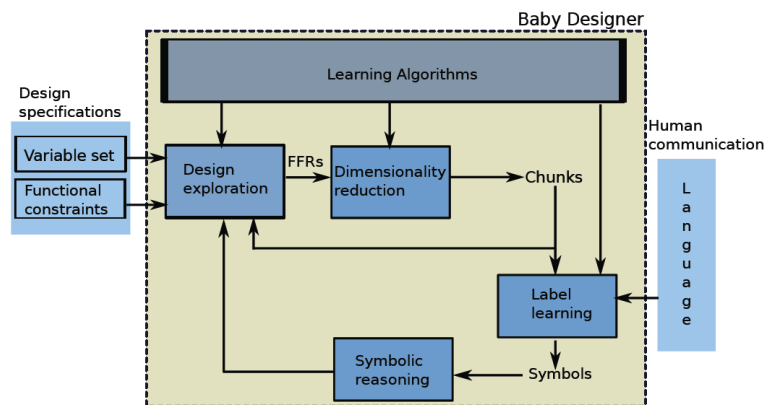 Baby Designer
Learning Algorithms
Design
specifications
Variable set
Functional
constraints
Design
exploration
FFRs
Dimensionality
reduction
Chunks
Human
communication
Language
Label
learning
Symbolic
reasoning
Symbols